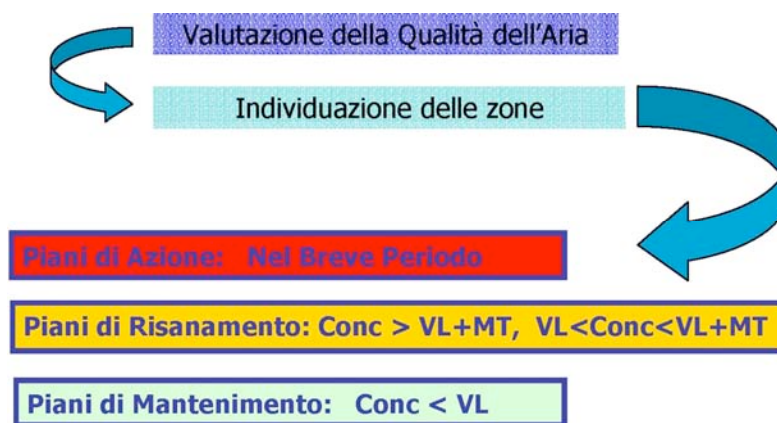 Valutazione della Qualità dell'Aria
Individuazione delle zone
Piani di Azione: Nel Breve Periodo
Piani di Risanamento: Conc > VL+MT, VL<Conc<VL+MT
Piani di Mantenimento: Conc < VL